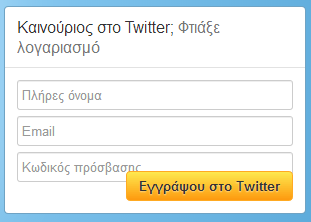 Καινούριος στο Twitter; Φτιάξε
λογαριασμό
Πλήρες όνομα
Email
Κωδικός πρόσβασης
Εγγράψου στο Twitter